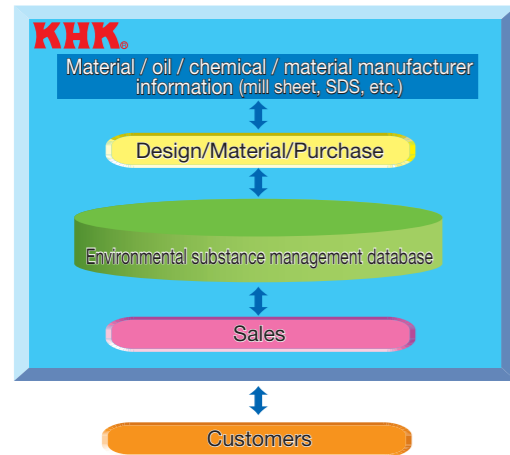 KHK®
Material / oil / chemical / material manufacturer
information (mill sheet, SDS, etc.)
Design/Material/Purchase
Environmental substance management database
Sales
Customers